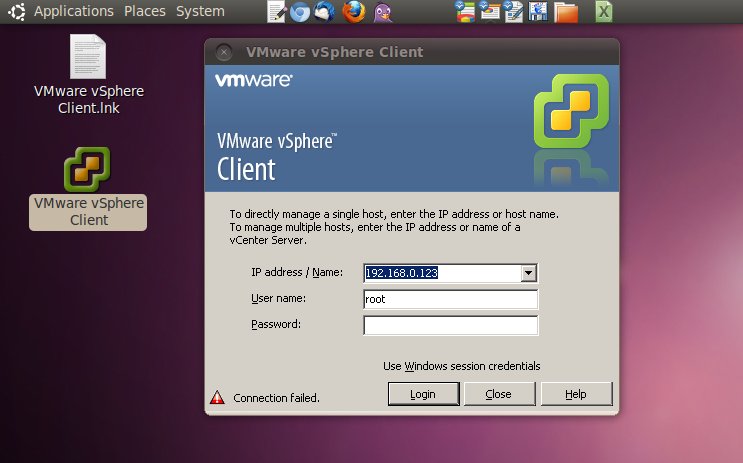 Applications Places System
VMware vSphere
Client.lnk
VMware vSphere
Client
VMware vSphere Client
vmware®
VMware vSphere™
Client
To directly manage a single host, enter the IP address or host name.
To manage multiple hosts, enter the IP address or name of a
vCenter Server.
IP address / Name: 192.168.0.123
User name: root
Password:
Use Windows session credentials
Connection failed. Login Close Help